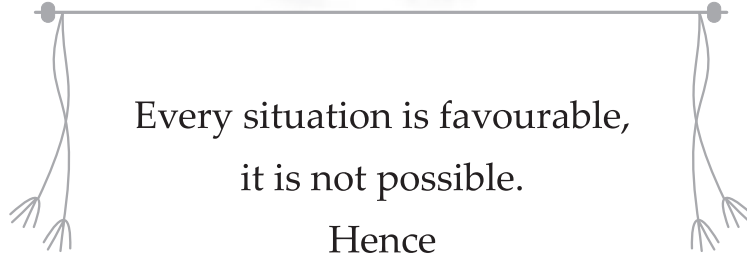 Every situation is favourable,
it is not possible.
Hence